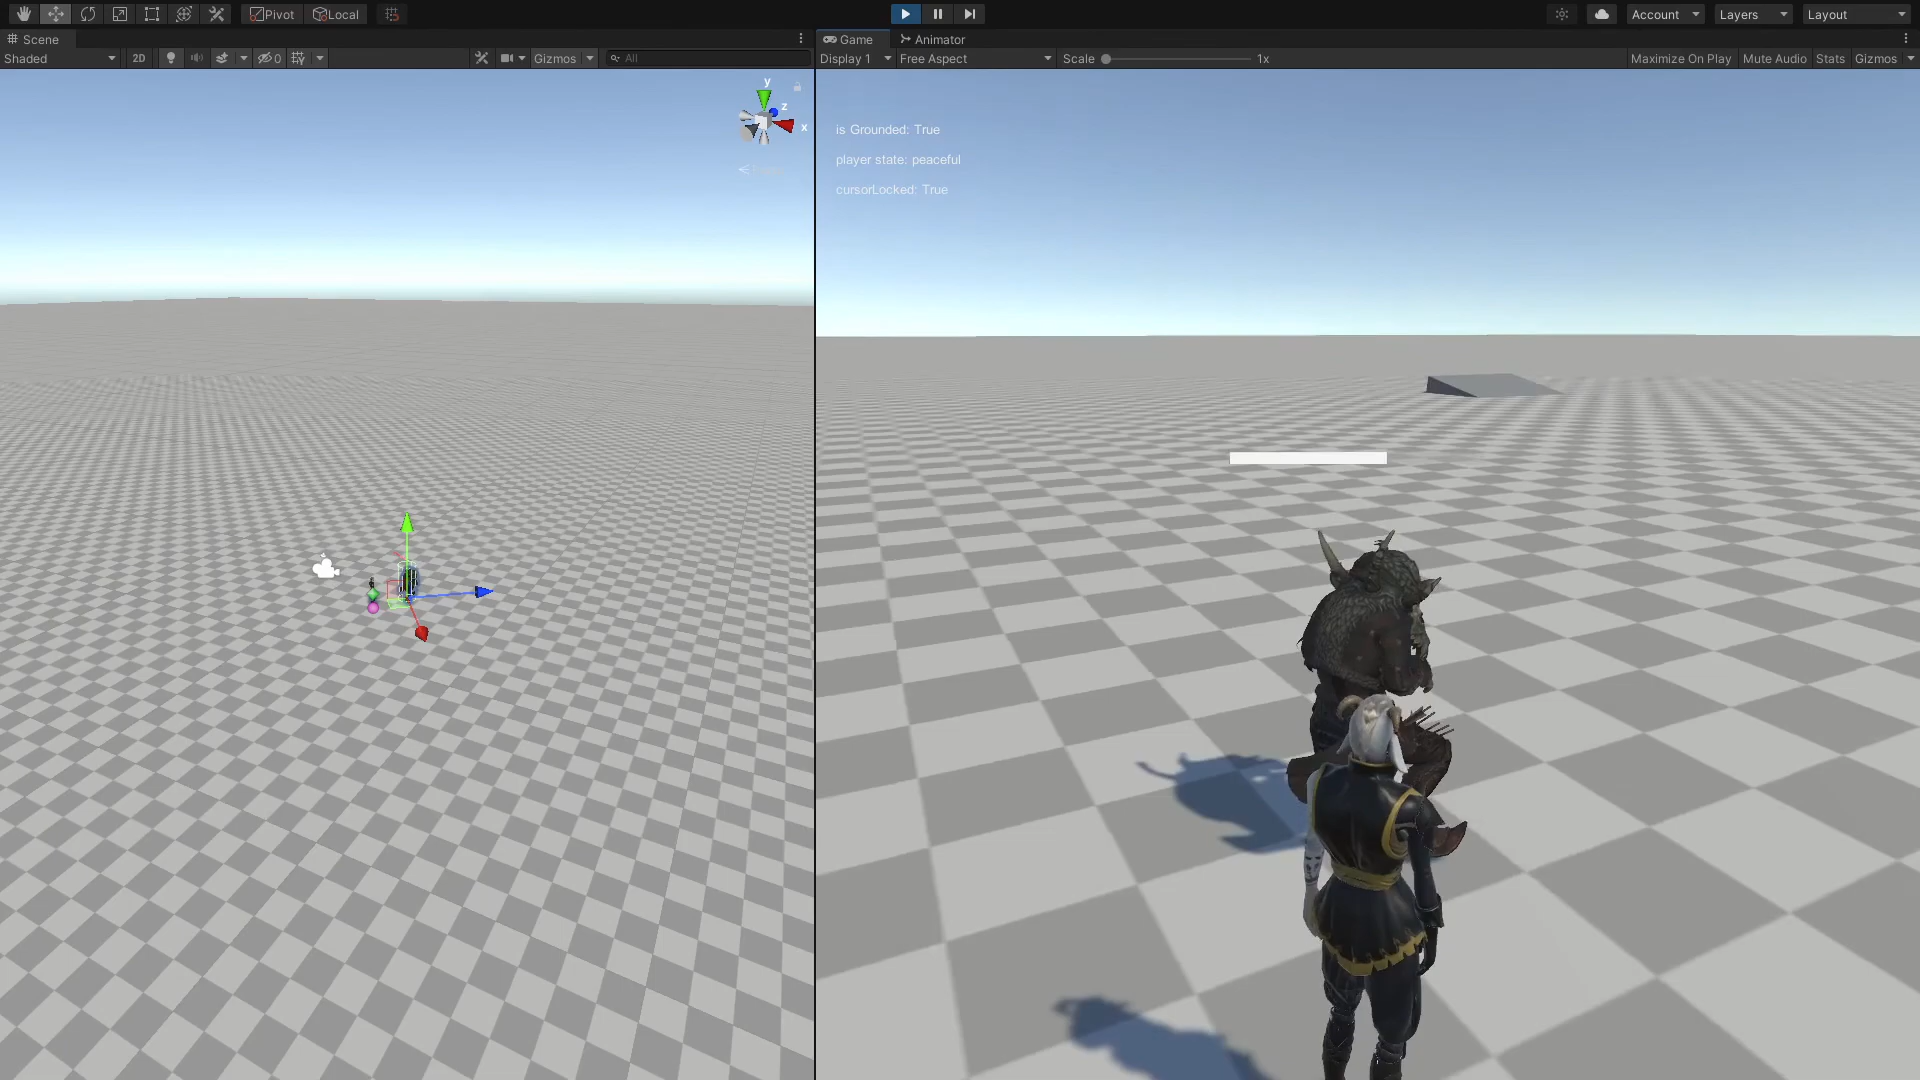 Pivot Local
Account Layers Layout
Scene
Game Animator
Shaded 2D 0 Gizmos All
Display 1 Free Aspect Scale 1x Maximize On Play Mute Audio Stats Gizmos
y
z
x
is Grounded: True
player state: peaceful
cursorLocked: True